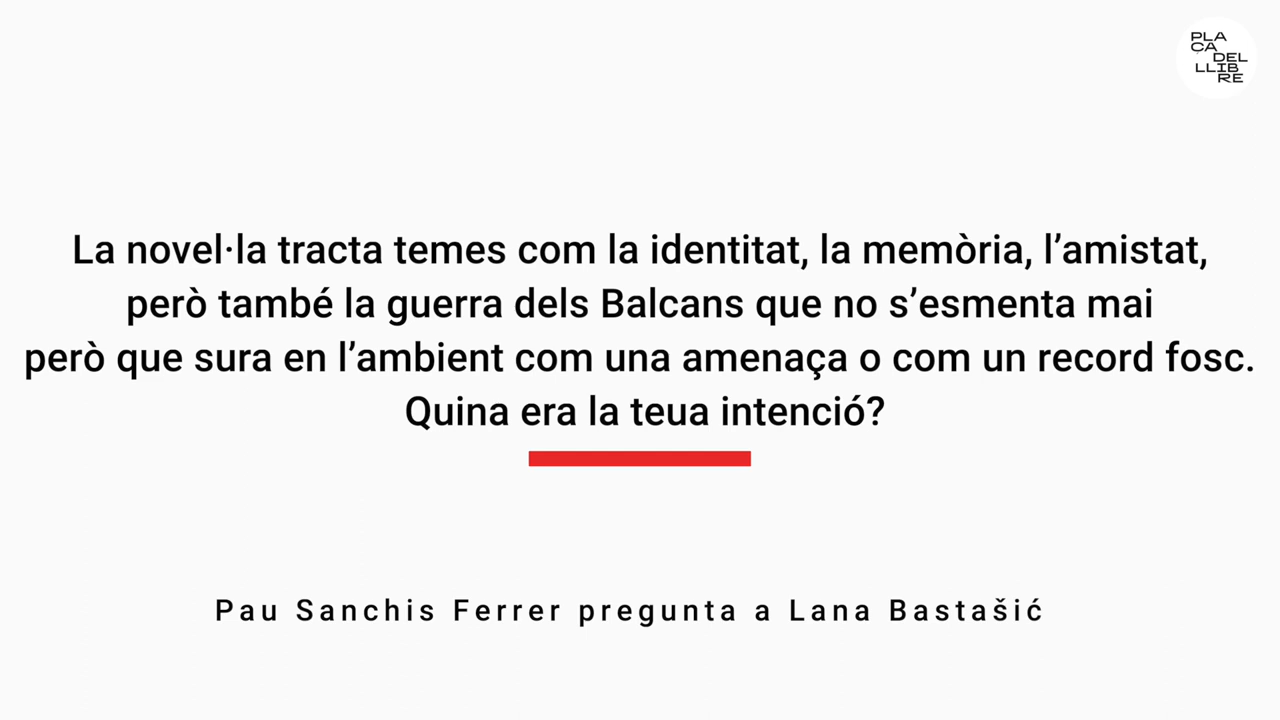 PLA
ÇA
DEL
LLIB
RE
La novel·la tracta temes com la identitat, la memòria, l’amistat,
però també la guerra dels Balcans que no s’esmenta mai
però que sura en l’ambient com una amenaça o com un record fosc.
Quina era la teua intenció?
Pau Sanchis Ferrer pregunta a Lana Bastašić